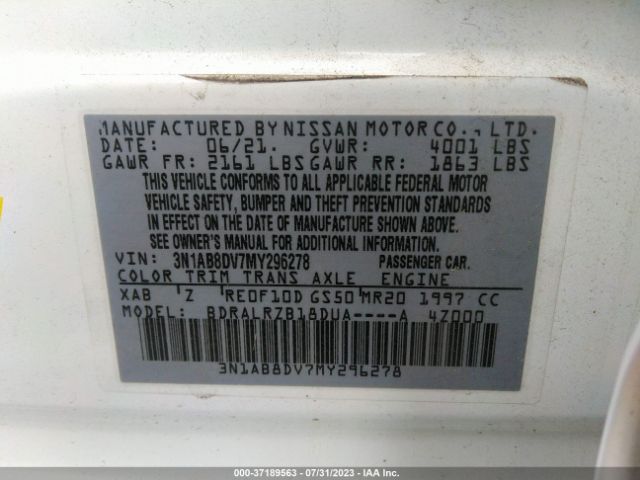 MANUFACTURED BY NISSAN MOTOR CO., LTD.
DATE: 06/21. GVWR: 4001 LBS
GAWR FR: 2161 LBS GAWR RR: 1863 LBS
THIS VEHICLE CONFORMS TO ALL APPLICABLE FEDERAL MOTOR
VEHICLE SAFETY, BUMPER AND THEFT PREVENTION STANDARDS
IN EFFECT ON THE DATE OF MANUFACTURE SHOWN ABOVE.
SEE OWNER'S MANUAL FOR ADDITIONAL INFORMATION.
VIN: 3N1AB8DV7MY296278 PASSENGER CAR.
COLOR TRIM TRANS AXLE ENGINE
XAB Z RE0F10D GS50 MR20 1997 CC
MODEL: BDRALRZB18DUA----A 4Z000
3N1AB8DV7MY296278
000-37189563 - 07/31/2023 - IAA Inc.